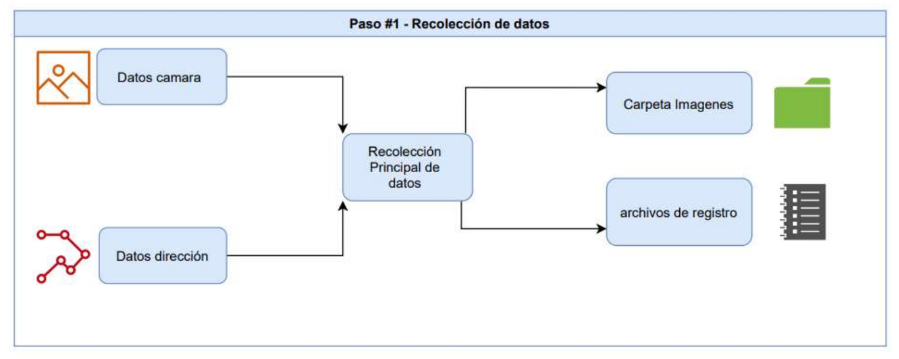 Paso #1 - Recolección de datos
Datos camara
Carpeta Imagenes
Recolección
Principal de
datos
archivos de registro
Datos dirección